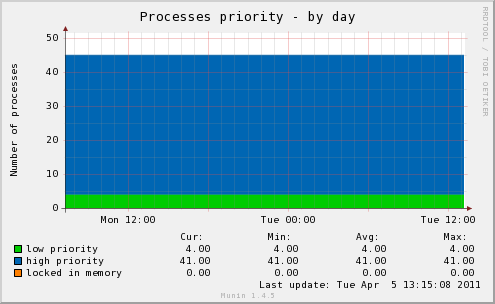 Processes priority - by day
RRDTOOL / TOBI OETIKER
Number of processes
50
40
30
20
10
0
Mon 12:00 Tue 00:00 Tue 12:00
Cur: Min: Avg: Max:
low priority 4.00 4.00 4.00 4.00
high priority 41.00 41.00 41.00 41.00
locked in memory 0.00 0.00 0.00 0.00
Last update: Tue Apr  5 13:15:08 2011
Munin 1.4.5